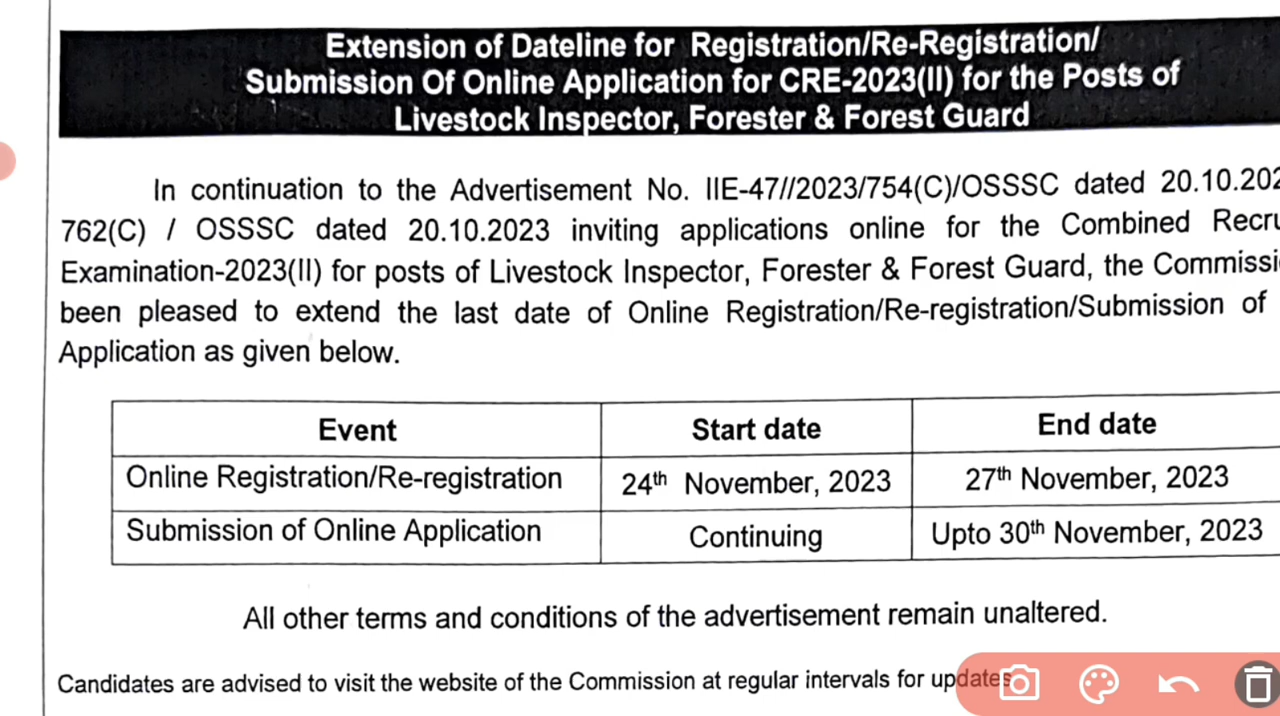 Extension of Dateline for Registration/Re-Registration/
Submission Of Online Application for CRE-2023(II) for the Posts of
Livestock Inspector, Forester & Forest Guard
In continuation to the Advertisement No. IIE-47//2023/754(C)/OSSSC dated 20.10.202
762(C) / OSSSC dated 20.10.2023 inviting applications online for the Combined Recru
Examination-2023(II) for posts of Livestock Inspector, Forester & Forest Guard, the Commissi
been pleased to extend the last date of Online Registration/Re-registration/Submission of
Application as given below.
Event Start date End date
Online Registration/Re-registration 24th November, 2023 27th November, 2023
Submission of Online Application Continuing Upto 30th November, 2023
All other terms and conditions of the advertisement remain unaltered.
Candidates are advised to visit the website of the Commission at regular intervals for updates